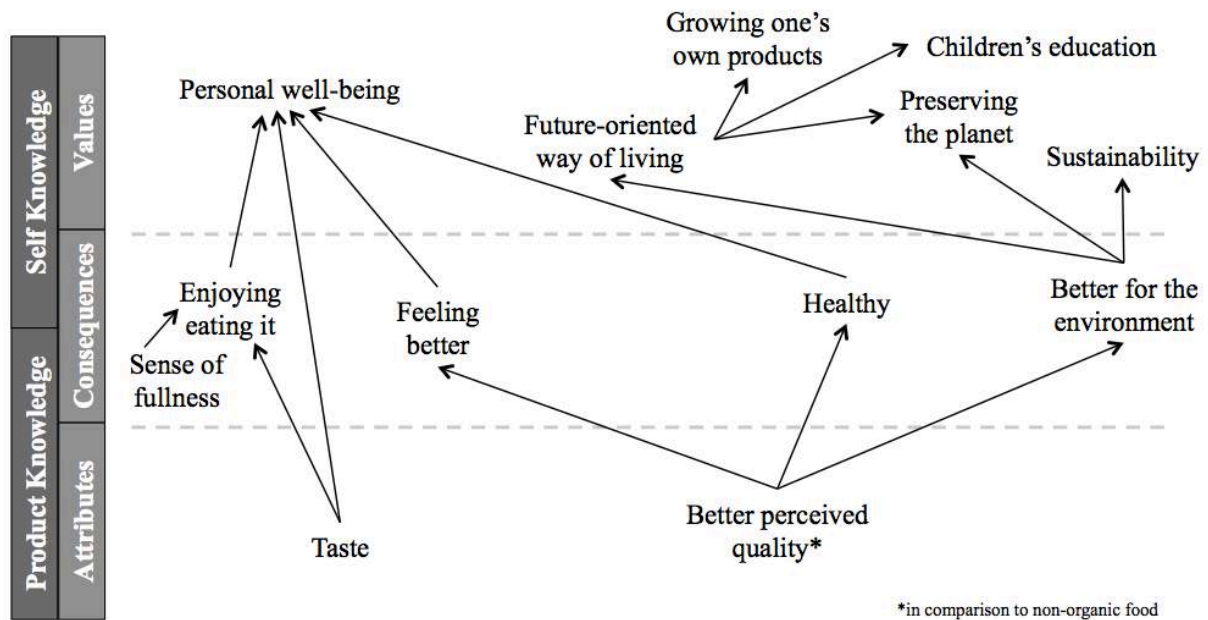 Self Knowledge
Product Knowledge
Values
Consequences
Attributes
Growing one’s
own products
Children’s education
Personal well-being
Future-oriented
way of living
Preserving
the planet
Sustainability
Enjoying
eating it
Sense of
fullness
Feeling
better
Healthy
Better for the
environment
Taste
Better perceived
quality*
*in comparison to non-organic food